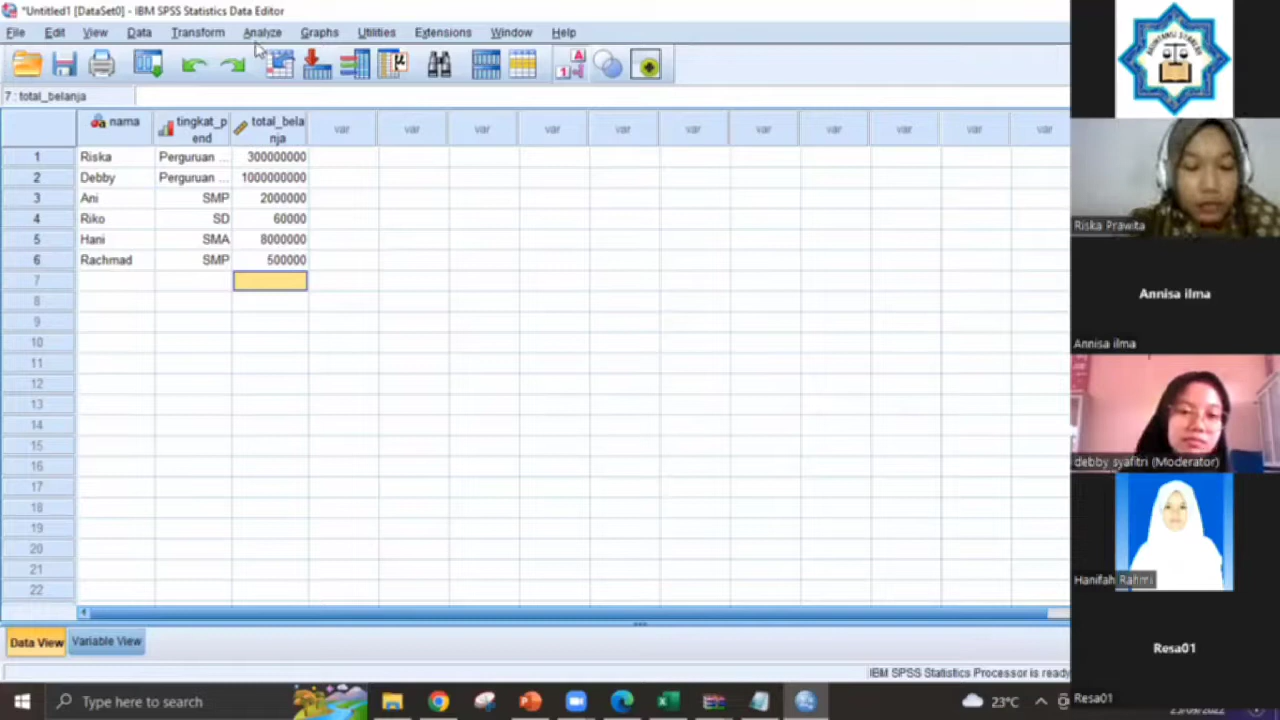 *Untitled1 [DataSet0] - IBM SPSS Statistics Data Editor
File Edit View Data Transform Analyze Graphs Utilities Extensions Window Help
7 : total_belanja
nama tingkat_p end total_bela nja var var var var var var var var var var var
1 Riska Perguruan ... 300000000
2 Debby Perguruan ... 1000000000
3 Ani SMP 2000000
4 Riko SD 60000
5 Hani SMA 8000000
6 Rachmad SMP 500000
7
8
9
10
11
12
13
14
15
16
17
18
19
20
21
22
Data View Variable View
IBM SPSS Statistics Processor is ready
Type here to search
23°C
AKUNTANSI SYARIAH
Riska Prawita
Annisa ilma
Annisa ilma
debby syafitri (Moderator)
Hanifah Rahmi
Resa01
Resa01